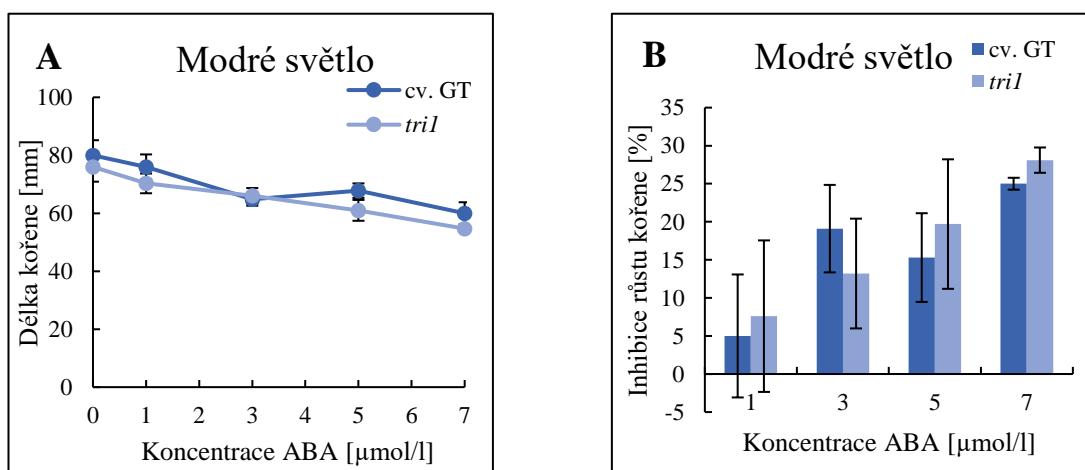 A
Modré světlo
cv. GT
tri1
Délka kořene [mm]
100
80
60
40
20
0
0 1 2 3 4 5 6 7
Koncentrace ABA [µmol/l]
B
Modré světlo
cv. GT
tri1
Inhibice růstu kořene [%]
35
30
25
20
15
10
5
0
-5
1 3 5 7
Koncentrace ABA [µmol/l]